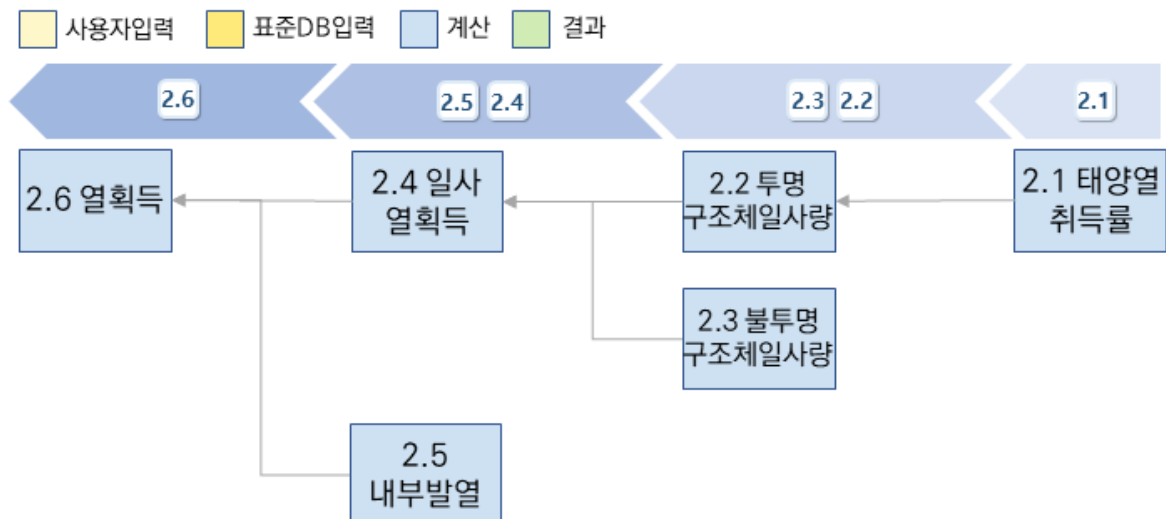 사용자입력 표준DB입력 계산 결과
2.6 2.5 2.4 2.3 2.2 2.1
2.6 열획득
2.4 일사
열획득
2.2 투명
구조체일사량
2.1 태양열
취득률
2.3 불투명
구조체일사량
2.5
내부발열